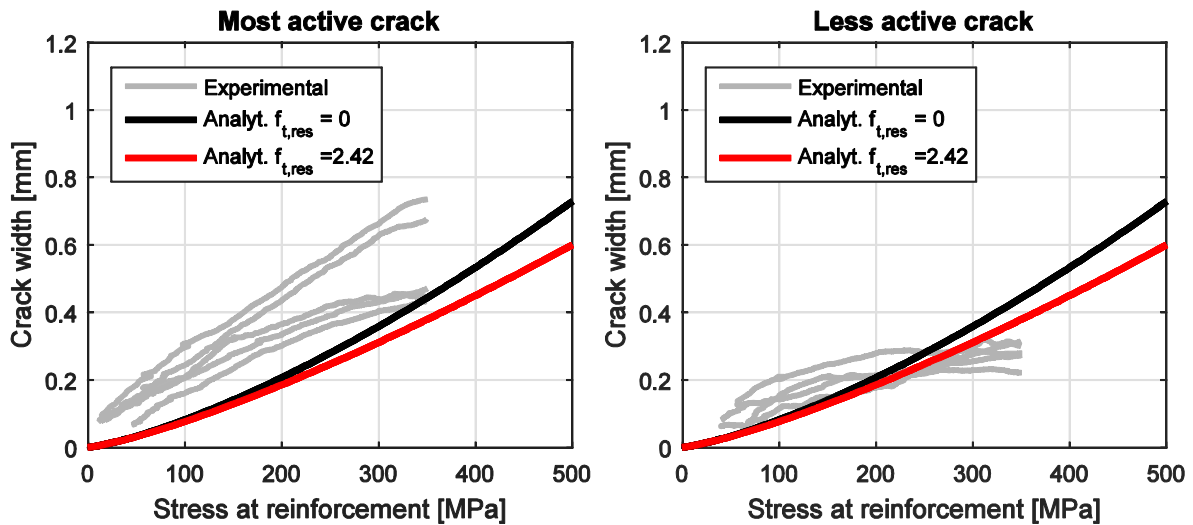 Most active crack
1.2
1
0.8
0.6
0.4
0.2
0
Crack width [mm]
Experimental
Analyt. f_t,res = 0
Analyt. f_t,res =2.42
0 100 200 300 400 500
Stress at reinforcement [MPa]
Less active crack
1.2
1
0.8
0.6
0.4
0.2
0
Crack width [mm]
Experimental
Analyt. f_t,res = 0
Analyt. f_t,res =2.42
0 100 200 300 400 500
Stress at reinforcement [MPa]